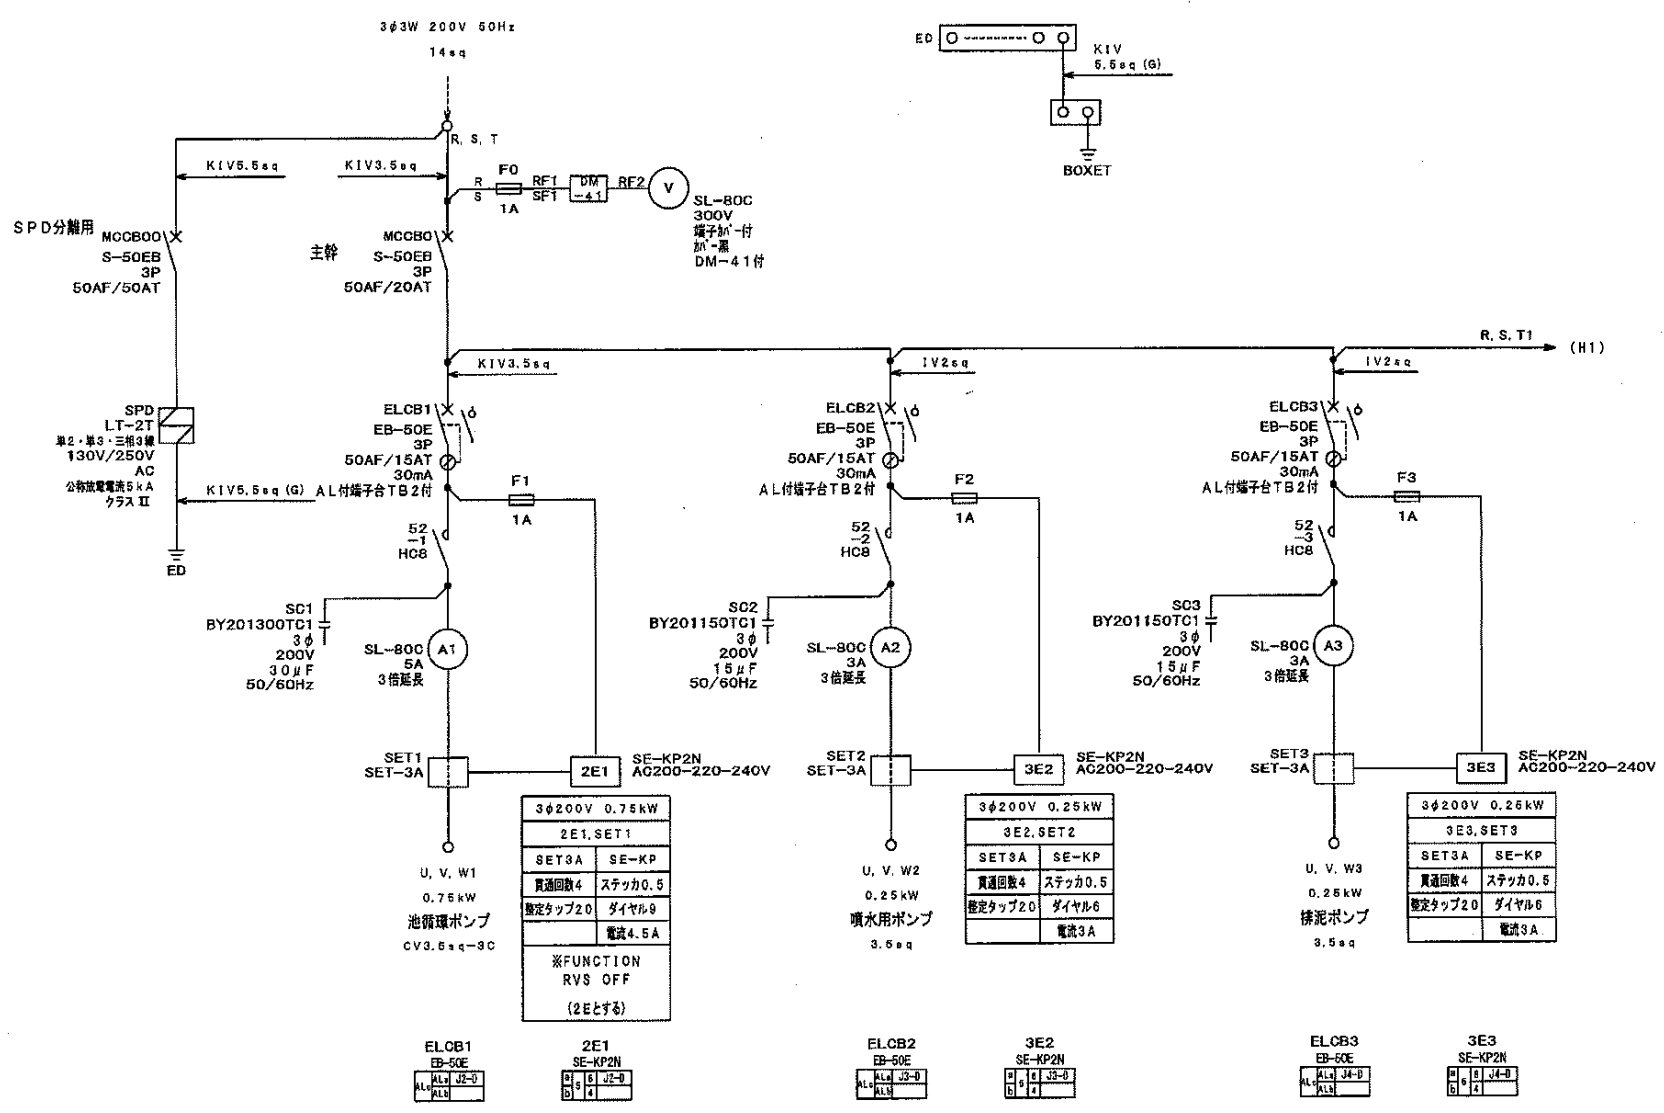 3φ3W 200V 50Hz
14sq
R, S, T
KIV5.5sq
KIV3.5sq
R
S
F0
1A
RF1
SF1
DM
-41
RF2
V
SL-80C
300V
端子ｶﾊﾞｰ付
ｶﾊﾞｰ黒
DM-41付
ED
KIV
5.5sq (G)
BOXET
SPD分離用
MCCB00
S-50EB
3P
50AF/50AT
主幹
MCCB0
S-50EB
3P
50AF/20AT
R, S, T1
(H1)
KIV3.5sq
IV2sq
IV2sq
SPD
LT-2T
単2・単3・三相3線
130V/250V
AC
公称放電電流5kA
クラスⅡ
KIV5.5sq (G)
ED
ELCB1
EB-50E
3P
50AF/15AT
30mA
AL付端子台TB2付
F1
1A
52
-1
HC8
SC1
BY201300TC1
3φ
200V
30μF
50/60Hz
A1
SL-80C
5A
3倍延長
SET1
SET-3A
2E1
SE-KP2N
AC200-220-240V
3φ200V 0.75kW
2E1, SET1
SET3A SE-KP
貫通回数4 ステッカ0.5
整定タップ20 ダイヤル9
電流4.5A
※FUNCTION
RVS OFF
(2Eとする)
U, V, W1
0.75kW
池循環ポンプ
CV3.5sq-3C
ELCB2
EB-50E
3P
50AF/15AT
30mA
AL付端子台TB2付
F2
1A
52
-2
HC8
SC2
BY201150TC1
3φ
200V
15μF
50/60Hz
A2
SL-80C
3A
3倍延長
SET2
SET-3A
3E2
SE-KP2N
AC200-220-240V
3φ200V 0.25kW
3E2, SET2
SET3A SE-KP
貫通回数4 ステッカ0.5
整定タップ20 ダイヤル6
電流3A
U, V, W2
0.25kW
噴水用ポンプ
3.5sq
ELCB3
EB-50E
3P
50AF/15AT
30mA
AL付端子台TB2付
F3
1A
52
-3
HC8
SC3
BY201150TC1
3φ
200V
15μF
50/60Hz
A3
SL-80C
3A
3倍延長
SET3
SET-3A
3E3
SE-KP2N
AC200-220-240V
3φ200V 0.25kW
3E3, SET3
SET3A SE-KP
貫通回数4 ステッカ0.5
整定タップ20 ダイヤル6
電流3A
U, V, W3
0.25kW
排泥ポンプ
3.5sq
ELCB1
EB-50E
ALc ALa J2-D
ALb
2E1
SE-KP2N
a 5 6 J2-D
b 4
ELCB2
EB-50E
ALc ALa J3-D
ALb
3E2
SE-KP2N
a 5 6 J3-D
b 4
ELCB3
EB-50E
ALc ALa J4-D
ALb
3E3
SE-KP2N
a 5 6 J4-D
b 4